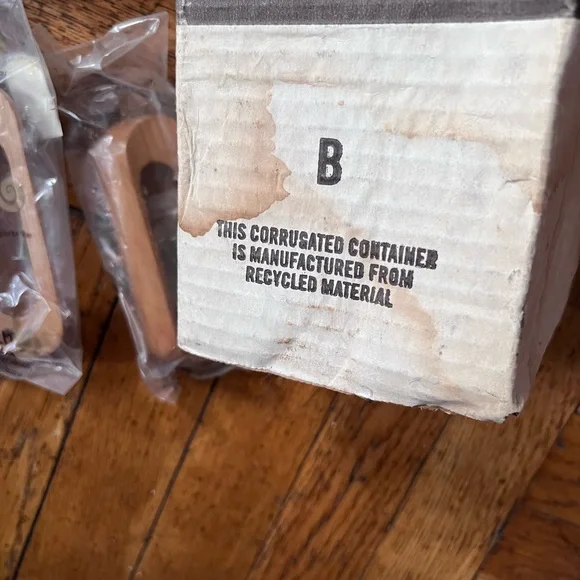 B
THIS CORRUGATED CONTAINER
IS MANUFACTURED FROM
RECYCLED MATERIAL